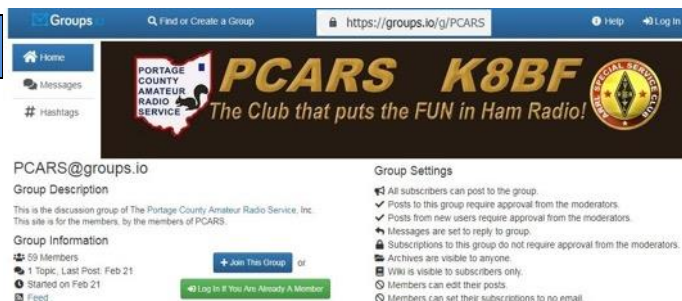 Groups.io
Find or Create a Group
https://groups.io/g/PCARS
Help
Log In
Home
Messages
# Hashtags
PORTAGE
COUNTY
AMATEUR
RADIO
SERVICE
PCARS K8BF
The Club that puts the FUN in Ham Radio!
ARRL SPECIAL SERVICE CLUB
PCARS@groups.io
Group Description
This is the discussion group of The Portage County Amateur Radio Service, Inc.
This site is for the members, by the members of PCARS.
Group Information
59 Members
1 Topic, Last Post: Feb 21
Started on Feb 21
Feed
+ Join This Group or
Log In If You Are Already A Member
Group Settings
All subscribers can post to the group.
Posts to this group require approval from the moderators.
Posts from new users require approval from the moderators.
Messages are set to reply to group.
Subscriptions to this group do not require approval from the moderators.
Archives are visible to anyone.
Wiki is visible to subscribers only.
Members can edit their posts.
Members can set their subscriptions to no email.